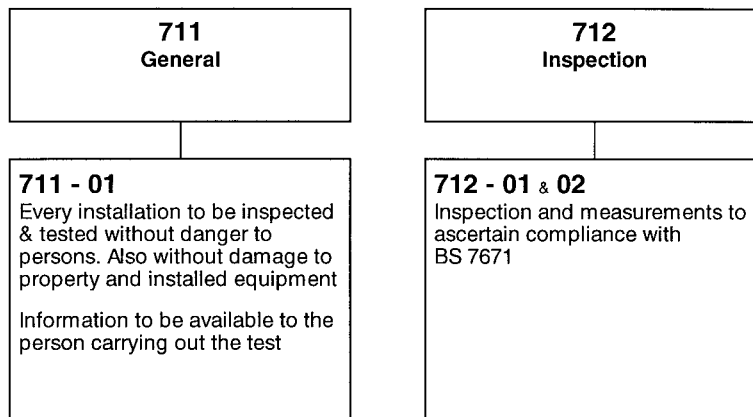 711
General
712
Inspection
711 - 01
Every installation to be inspected
& tested without danger to
persons. Also without damage to
property and installed equipment
Information to be available to the
person carrying out the test
712 - 01 & 02
Inspection and measurements to
ascertain compliance with
BS 7671